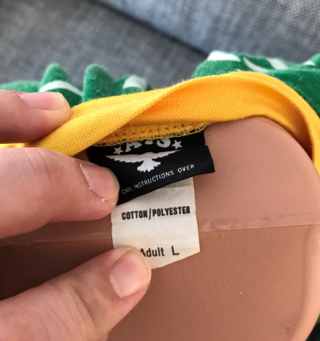 CARE INSTRUCTIONS OVER
COTTON/POLYESTER
Adult L